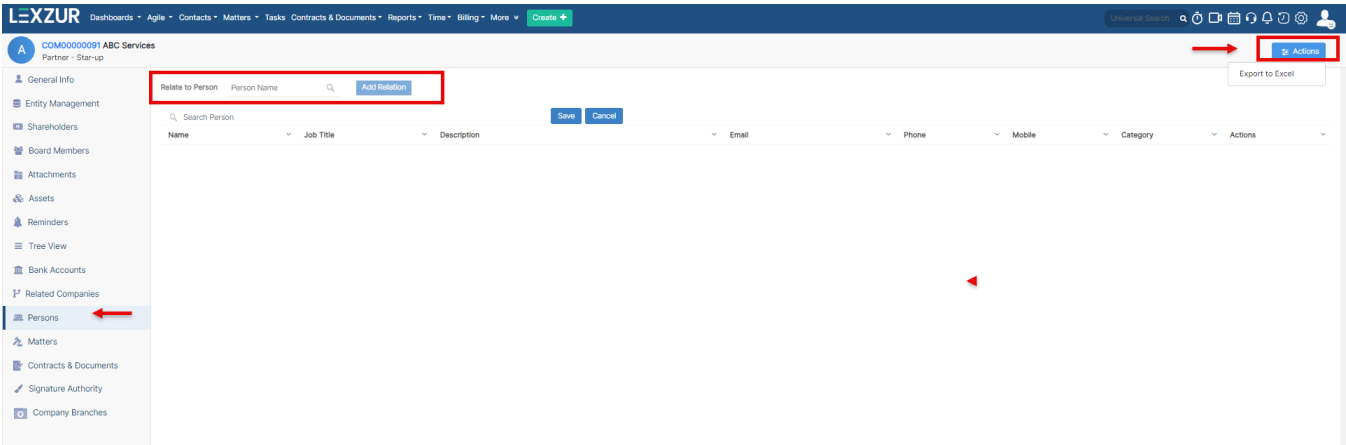 LEXZUR Dashboards Agile Contacts Matters Tasks Contracts & Documents Reports Time Billing More Create + Universal Search
A COM00000091 ABC Services
Partner - Start-up
Actions
Export to Excel
General Info
Entity Management
Shareholders
Board Members
Attachments
Assets
Reminders
Tree View
Bank Accounts
Related Companies
Persons
Matters
Contracts & Documents
Signature Authority
Company Branches
Relate to Person Person Name Add Relation
Search Person Save Cancel
Name Job Title Description Email Phone Mobile Category Actions